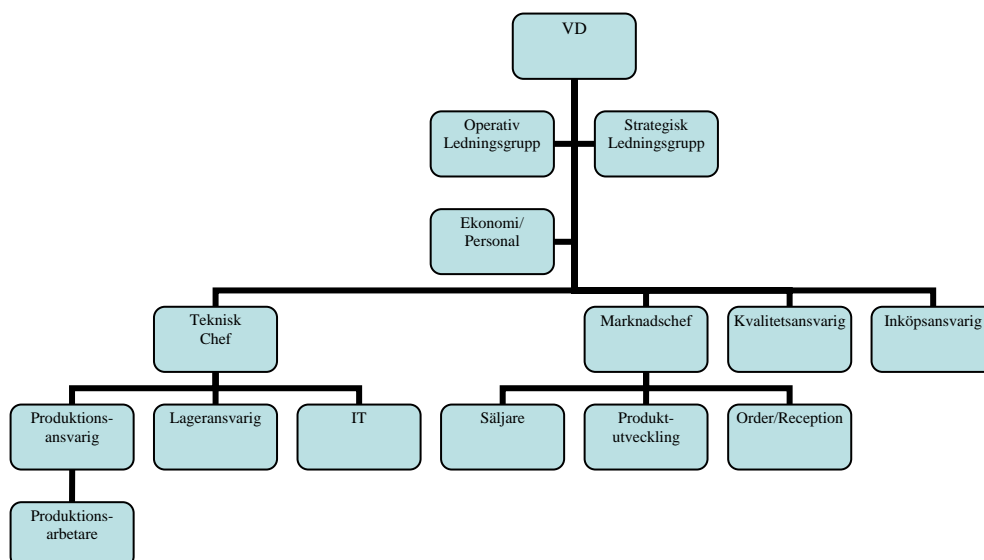 VD
Operativ
Ledningsgrupp
Strategisk
Ledningsgrupp
Ekonomi/
Personal
Teknisk
Chef
Marknadschef
Kvalitetsansvarig
Inköpsansvarig
Produktions-
ansvarig
Lageransvarig
IT
Säljare
Produkt-
utveckling
Order/Reception
Produktions-
arbetare